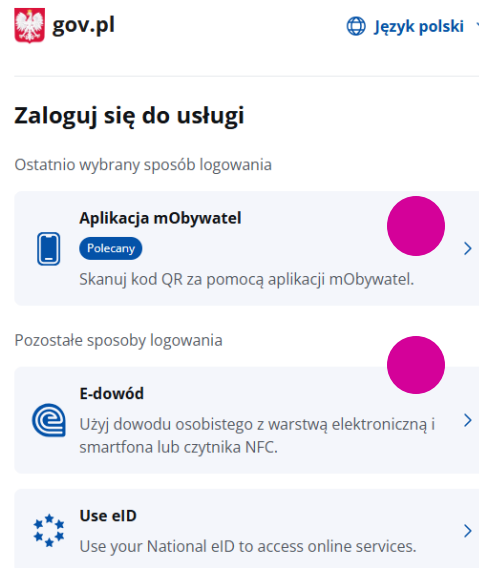 gov.pl
Język polski
Zaloguj się do usługi
Ostatnio wybrany sposób logowania
Aplikacja mObywatel
Polecany
Skanuj kod QR za pomocą aplikacji mObywatel.
Pozostałe sposoby logowania
E-dowód
Użyj dowodu osobistego z warstwą elektroniczną i
smartfona lub czytnika NFC.
Use eID
Use your National eID to access online services.